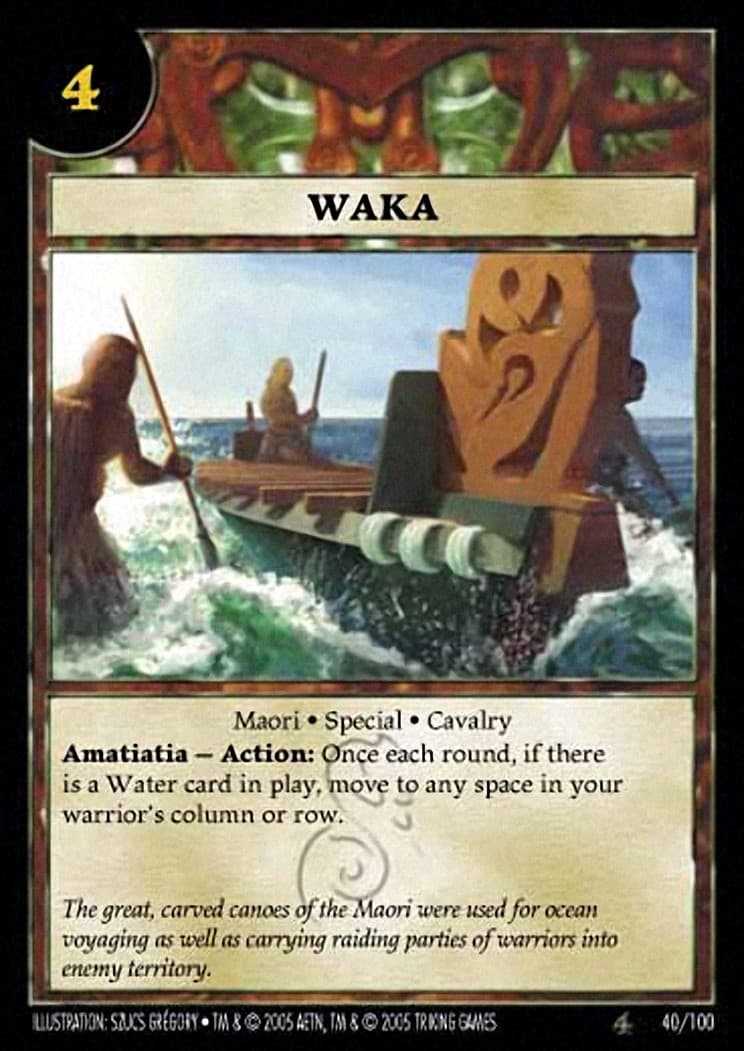 4
WAKA
Maori • Special • Cavalry
Amatiatia – Action: Once each round, if there
is a Water card in play, move to any space in your
warrior's column or row.
The great, carved canoes of the Maori were used for ocean
voyaging as well as carrying raiding parties of warriors into
enemy territory.
ILLUSTRATION: SZUCS GRÉGORY • TM & © 2005 AETN, TM & © 2005 TRIKING GAMES 4 40/100